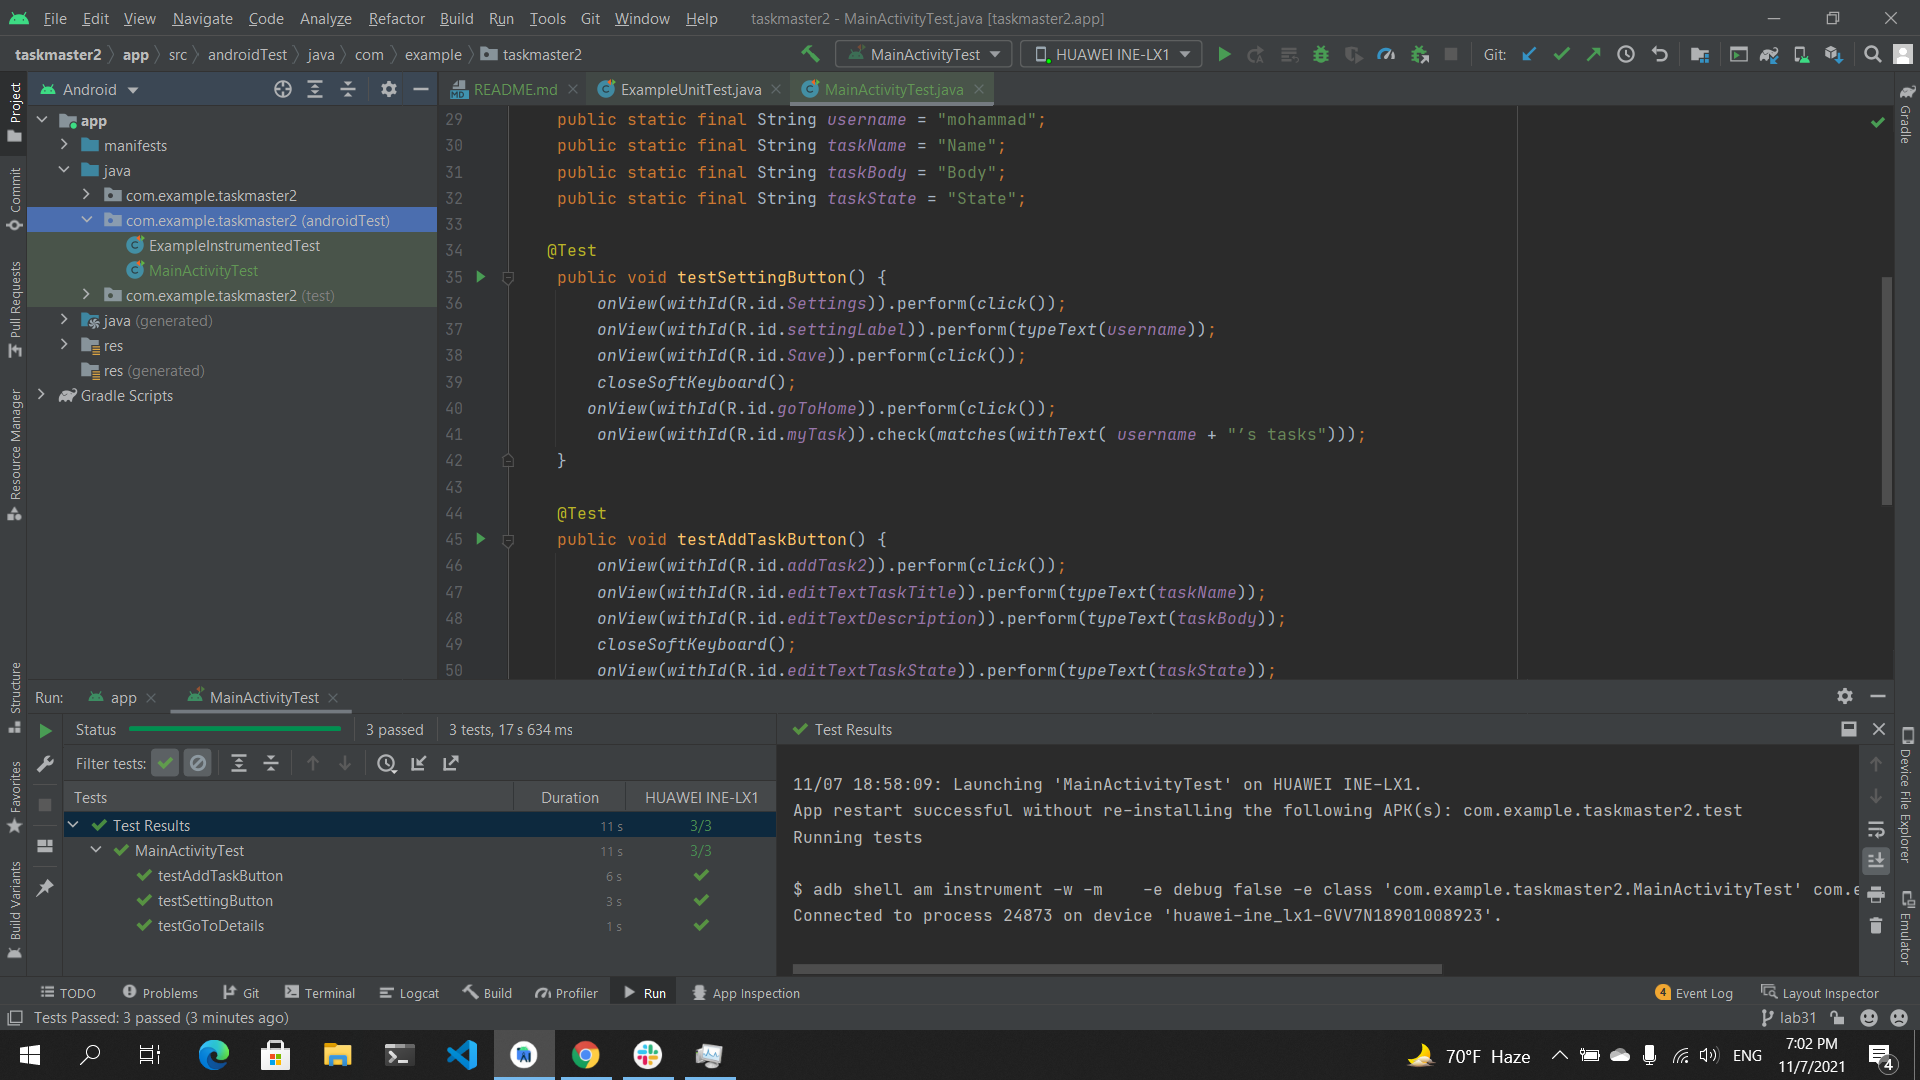 File Edit View Navigate Code Analyze Refactor Build Run Tools Git Window Help taskmaster2 - MainActivityTest.java [taskmaster2.app]
taskmaster2 app src androidTest java com example taskmaster2 MainActivityTest HUAWEI INE-LX1 Git:
Android
README.md ExampleUnitTest.java MainActivityTest.java
Project
Commit
Pull Requests
Resource Manager
Structure
Favorites
Build Variants
app
manifests
java
com.example.taskmaster2
com.example.taskmaster2 (androidTest)
ExampleInstrumentedTest
MainActivityTest
com.example.taskmaster2 (test)
java (generated)
res
res (generated)
Gradle Scripts
29 public static final String username = "mohammad";
30 public static final String taskName = "Name";
31 public static final String taskBody = "Body";
32 public static final String taskState = "State";
33
34 @Test
35 public void testSettingButton() {
36 onView(withId(R.id.Settings)).perform(click());
37 onView(withId(R.id.settingLabel)).perform(typeText(username));
38 onView(withId(R.id.Save)).perform(click());
39 closeSoftKeyboard();
40 onView(withId(R.id.goToHome)).perform(click());
41 onView(withId(R.id.myTask)).check(matches(withText( username + "’s tasks")));
42 }
43
44 @Test
45 public void testAddTaskButton() {
46 onView(withId(R.id.addTask2)).perform(click());
47 onView(withId(R.id.editTextTaskTitle)).perform(typeText(taskName));
48 onView(withId(R.id.editTextDescription)).perform(typeText(taskBody));
49 closeSoftKeyboard();
50 onView(withId(R.id.editTextTaskState)).perform(typeText(taskState));
Gradle
Device File Explorer
Emulator
Run: app MainActivityTest
Status 3 passed 3 tests, 17 s 634 ms
Filter tests:
Tests Duration HUAWEI INE-LX1
Test Results 11 s 3/3
MainActivityTest 11 s 3/3
testAddTaskButton 6 s
testSettingButton 3 s
testGoToDetails 1 s
Test Results
11/07 18:58:09: Launching 'MainActivityTest' on HUAWEI INE-LX1.
App restart successful without re-installing the following APK(s): com.example.taskmaster2.test
Running tests
$ adb shell am instrument -w -m    -e debug false -e class 'com.example.taskmaster2.MainActivityTest' com.e
Connected to process 24873 on device 'huawei-ine_lx1-GVV7N18901008923'.
TODO Problems Git Terminal Logcat Build Profiler Run App Inspection 4 Event Log Layout Inspector
Tests Passed: 3 passed (3 minutes ago) lab31
70°F Haze ENG 7:02 PM
11/7/2021 4